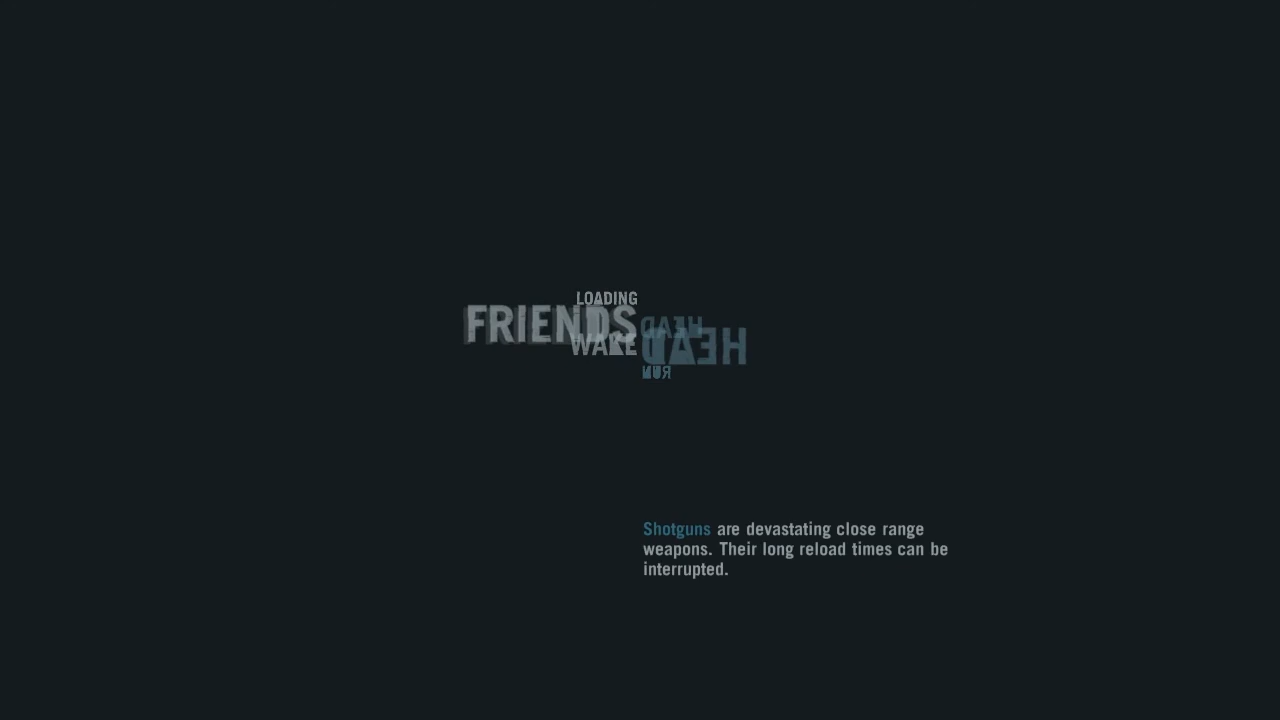 LOADING
FRIENDS
HEAD
WAKE
HEAD
RUN
Shotguns are devastating close range
weapons. Their long reload times can be
interrupted.